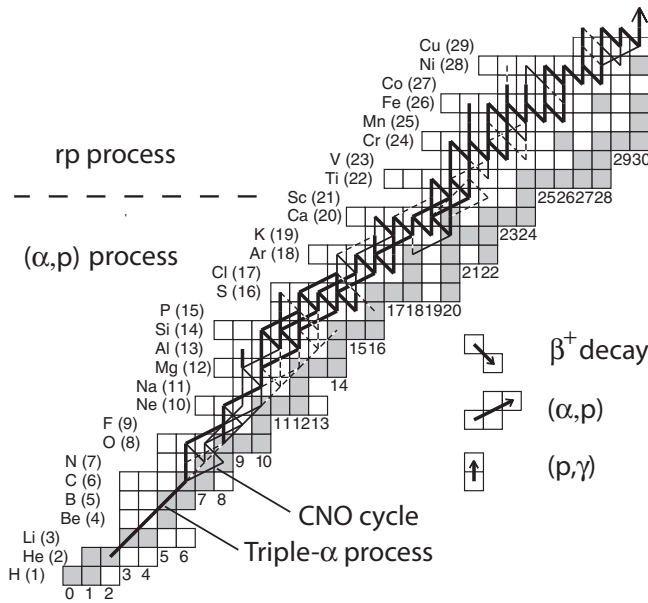 Cu (29)
Ni (28)
Co (27)
Fe (26)
Mn (25)
Cr (24)
2930
V (23)
Ti (22)
25262728
Sc (21)
Ca (20)
2324
K (19)
Ar (18)
2122
Cl (17)
S (16)
17181920
P (15)
Si (14)
1516
Al (13)
Mg (12)
14
Na (11)
Ne (10)
11 12 13
F (9)
O (8)
9 10
N (7)
C (6)
7 8
B (5)
Be (4)
Li (3)
5 6
He (2)
3 4
H (1)
0 1 2
rp process
(α,p) process
β+ decay
(α,p)
(p,γ)
CNO cycle
Triple-α process